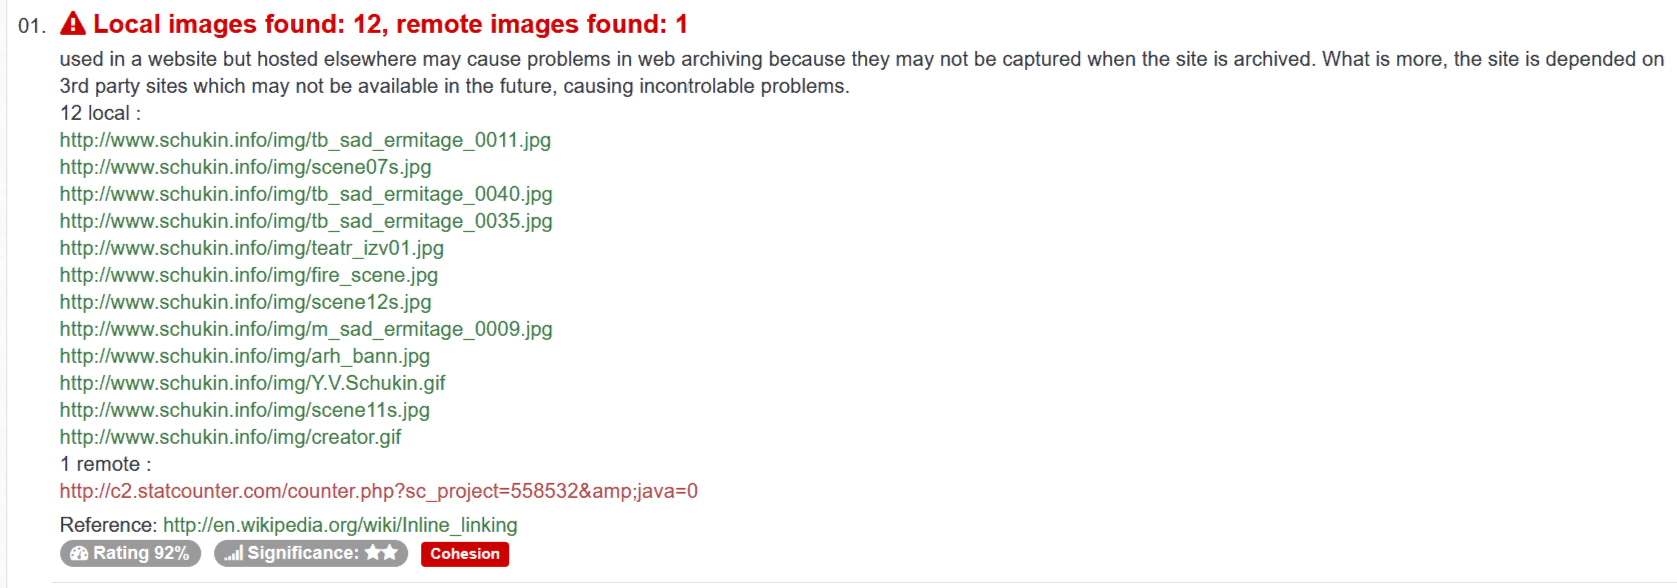 01. Local images found: 12, remote images found: 1
used in a website but hosted elsewhere may cause problems in web archiving because they may not be captured when the site is archived. What is more, the site is depended on
3rd party sites which may not be available in the future, causing incontrolable problems.
12 local :
http://www.schukin.info/img/tb_sad_ermitage_0011.jpg
http://www.schukin.info/img/scene07s.jpg
http://www.schukin.info/img/tb_sad_ermitage_0040.jpg
http://www.schukin.info/img/tb_sad_ermitage_0035.jpg
http://www.schukin.info/img/teatr_izv01.jpg
http://www.schukin.info/img/fire_scene.jpg
http://www.schukin.info/img/scene12s.jpg
http://www.schukin.info/img/m_sad_ermitage_0009.jpg
http://www.schukin.info/img/arh_bann.jpg
http://www.schukin.info/img/Y.V.Schukin.gif
http://www.schukin.info/img/scene11s.jpg
http://www.schukin.info/img/creator.gif
1 remote :
http://c2.statcounter.com/counter.php?sc_project=558532&amp;java=0
Reference: http://en.wikipedia.org/wiki/Inline_linking
Rating 92% Significance: ★★ Cohesion